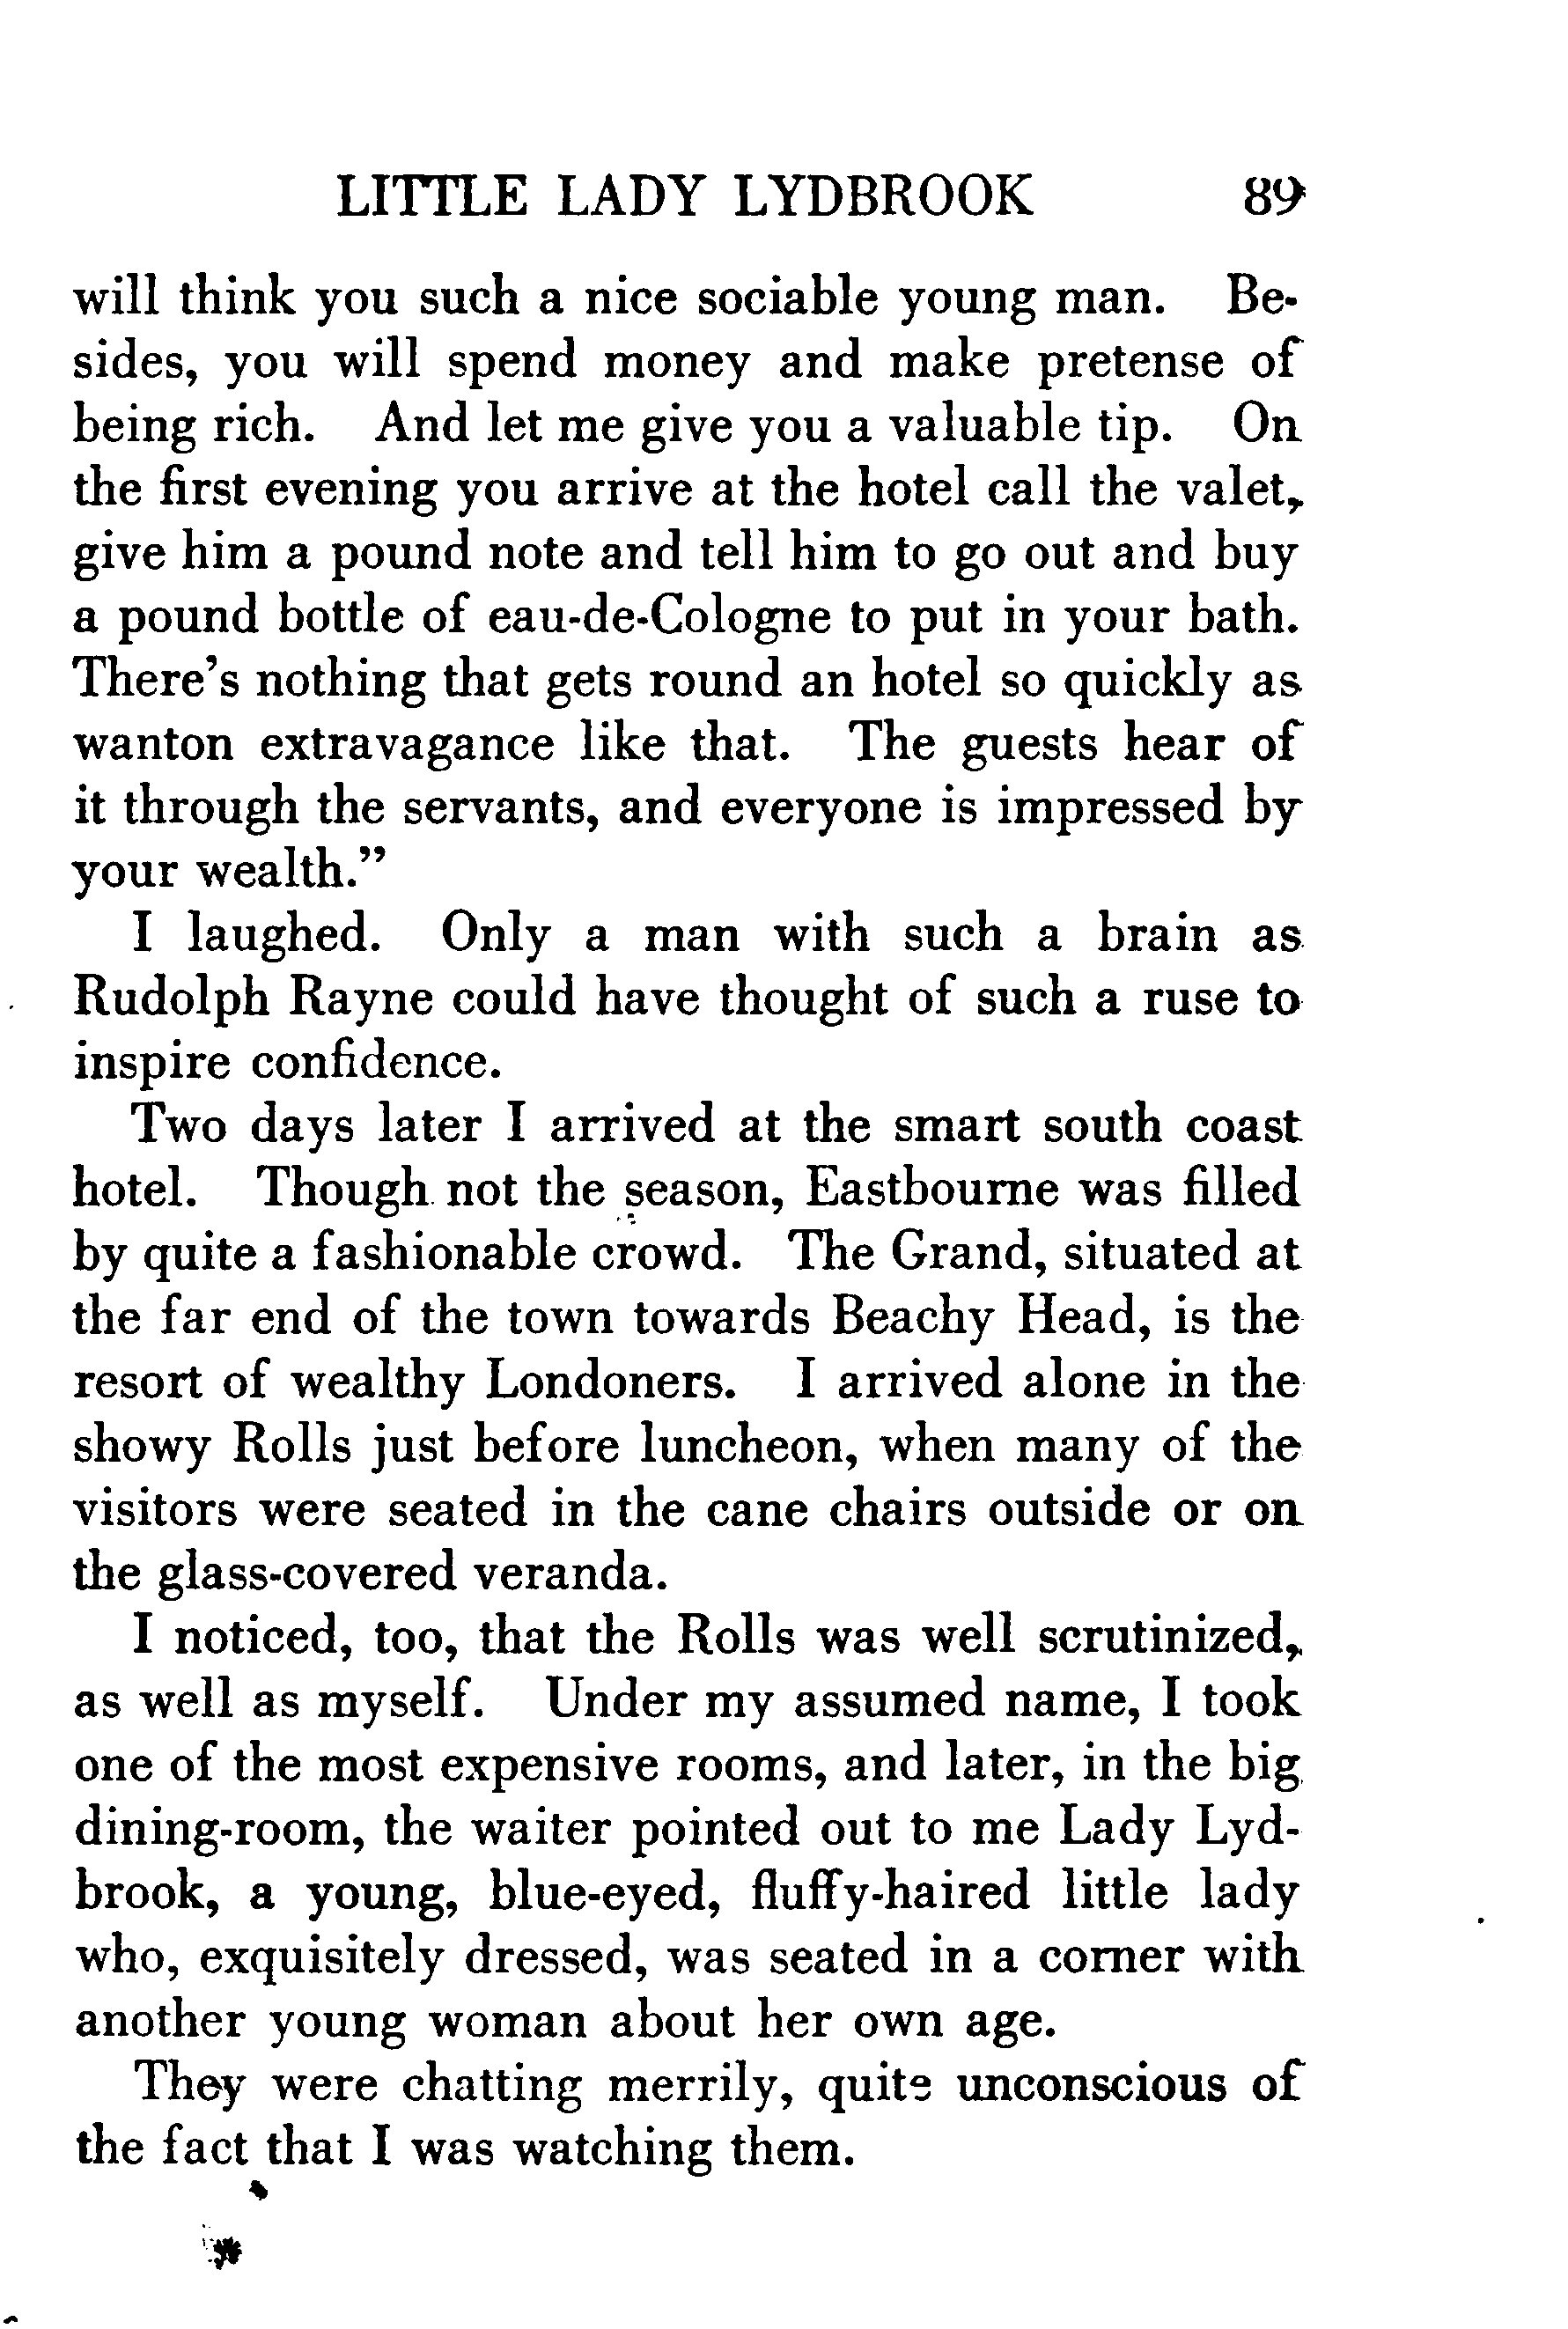 LITTLE LADY LYDBROOK 89
will think you such a nice sociable young man. Be-
sides, you will spend money and make pretense of
being rich. And let me give you a valuable tip. On
the first evening you arrive at the hotel call the valet,
give him a pound note and tell him to go out and buy
a pound bottle of eau-de-Cologne to put in your bath.
There's nothing that gets round an hotel so quickly as
wanton extravagance like that. The guests hear of
it through the servants, and everyone is impressed by
your wealth.”
I laughed. Only a man with such a brain as
Rudolph Rayne could have thought of such a ruse to
inspire confidence.
Two days later I arrived at the smart south coast
hotel. Though not the season, Eastbourne was filled
by quite a fashionable crowd. The Grand, situated at
the far end of the town towards Beachy Head, is the
resort of wealthy Londoners. I arrived alone in the
showy Rolls just before luncheon, when many of the
visitors were seated in the cane chairs outside or on
the glass-covered veranda.
I noticed, too, that the Rolls was well scrutinized,
as well as myself. Under my assumed name, I took
one of the most expensive rooms, and later, in the big
dining-room, the waiter pointed out to me Lady Lyd-
brook, a young, blue-eyed, fluffy-haired little lady
who, exquisitely dressed, was seated in a corner with
another young woman about her own age.
They were chatting merrily, quite unconscious of
the fact that I was watching them.